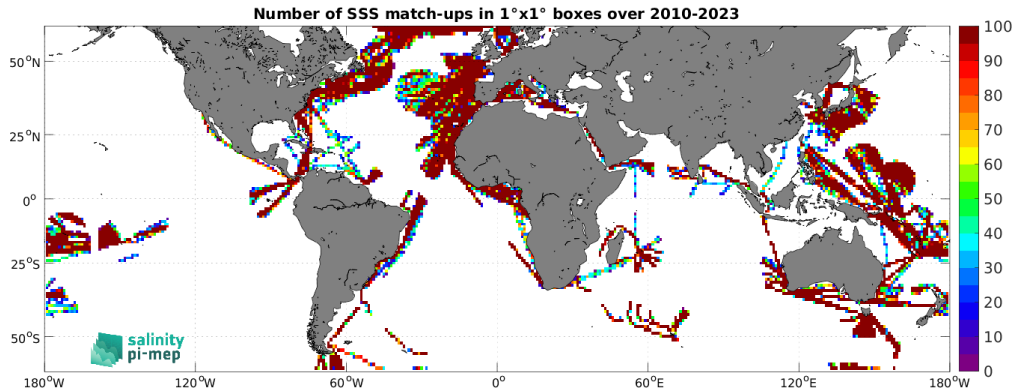 Number of SSS match-ups in 1°x1° boxes over 2010-2023
100
90
80
70
60
50
40
30
20
10
0
50°N
25°N
0°
25°S
50°S
180°W
120°W
60°W
0°
60°E
120°E
180°W
salinity
pi-mep